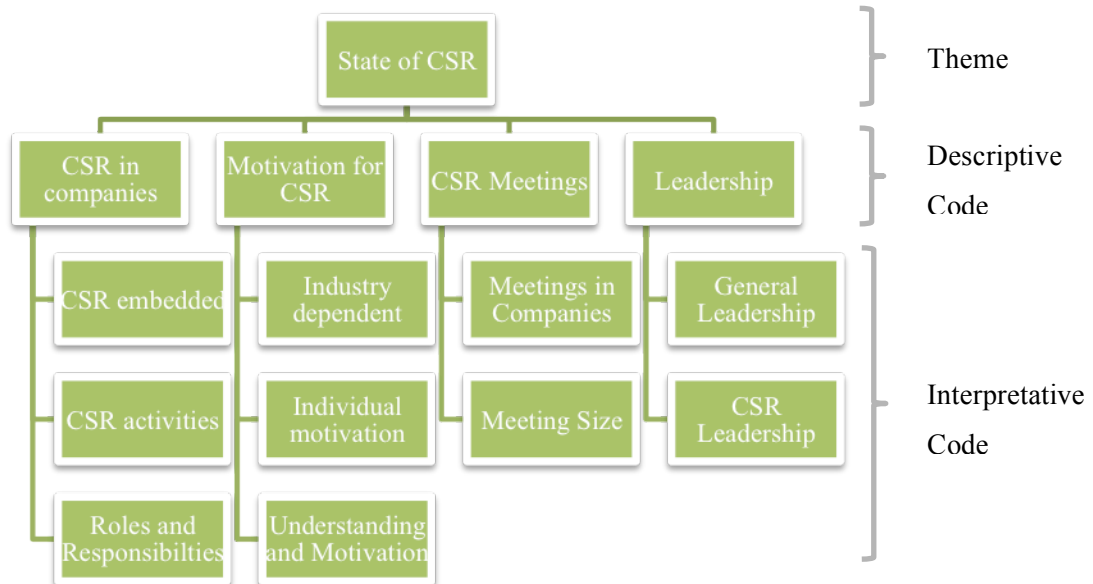 State of CSR
Theme
CSR in
companies
Motivation for
CSR
CSR Meetings
Leadership
Descriptive
Code
CSR embedded
Industry
dependent
Meetings in
Companies
General
Leadership
CSR activities
Individual
motivation
Meeting Size
CSR
Leadership
Interpretative
Code
Roles and
Responsibilties
Understanding
and Motivation